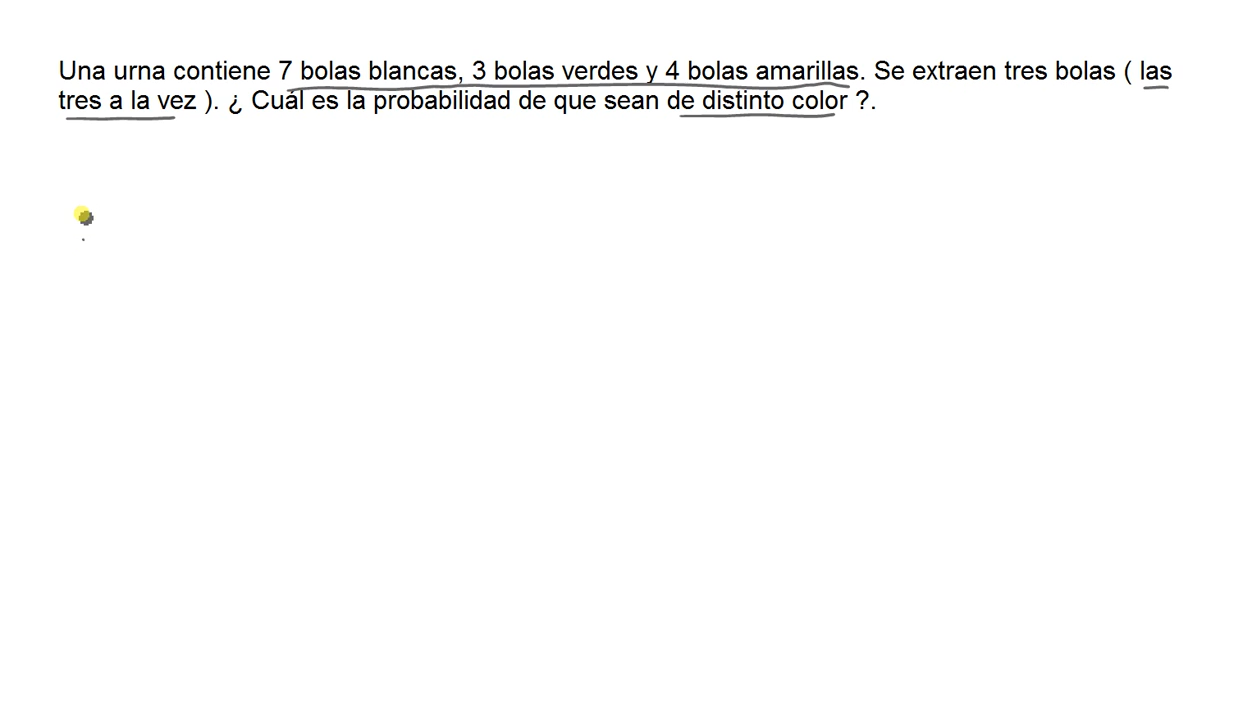 Una urna contiene 7 bolas blancas, 3 bolas verdes y 4 bolas amarillas. Se extraen tres bolas ( las
tres a la vez ). ¿ Cuál es la probabilidad de que sean de distinto color ?.